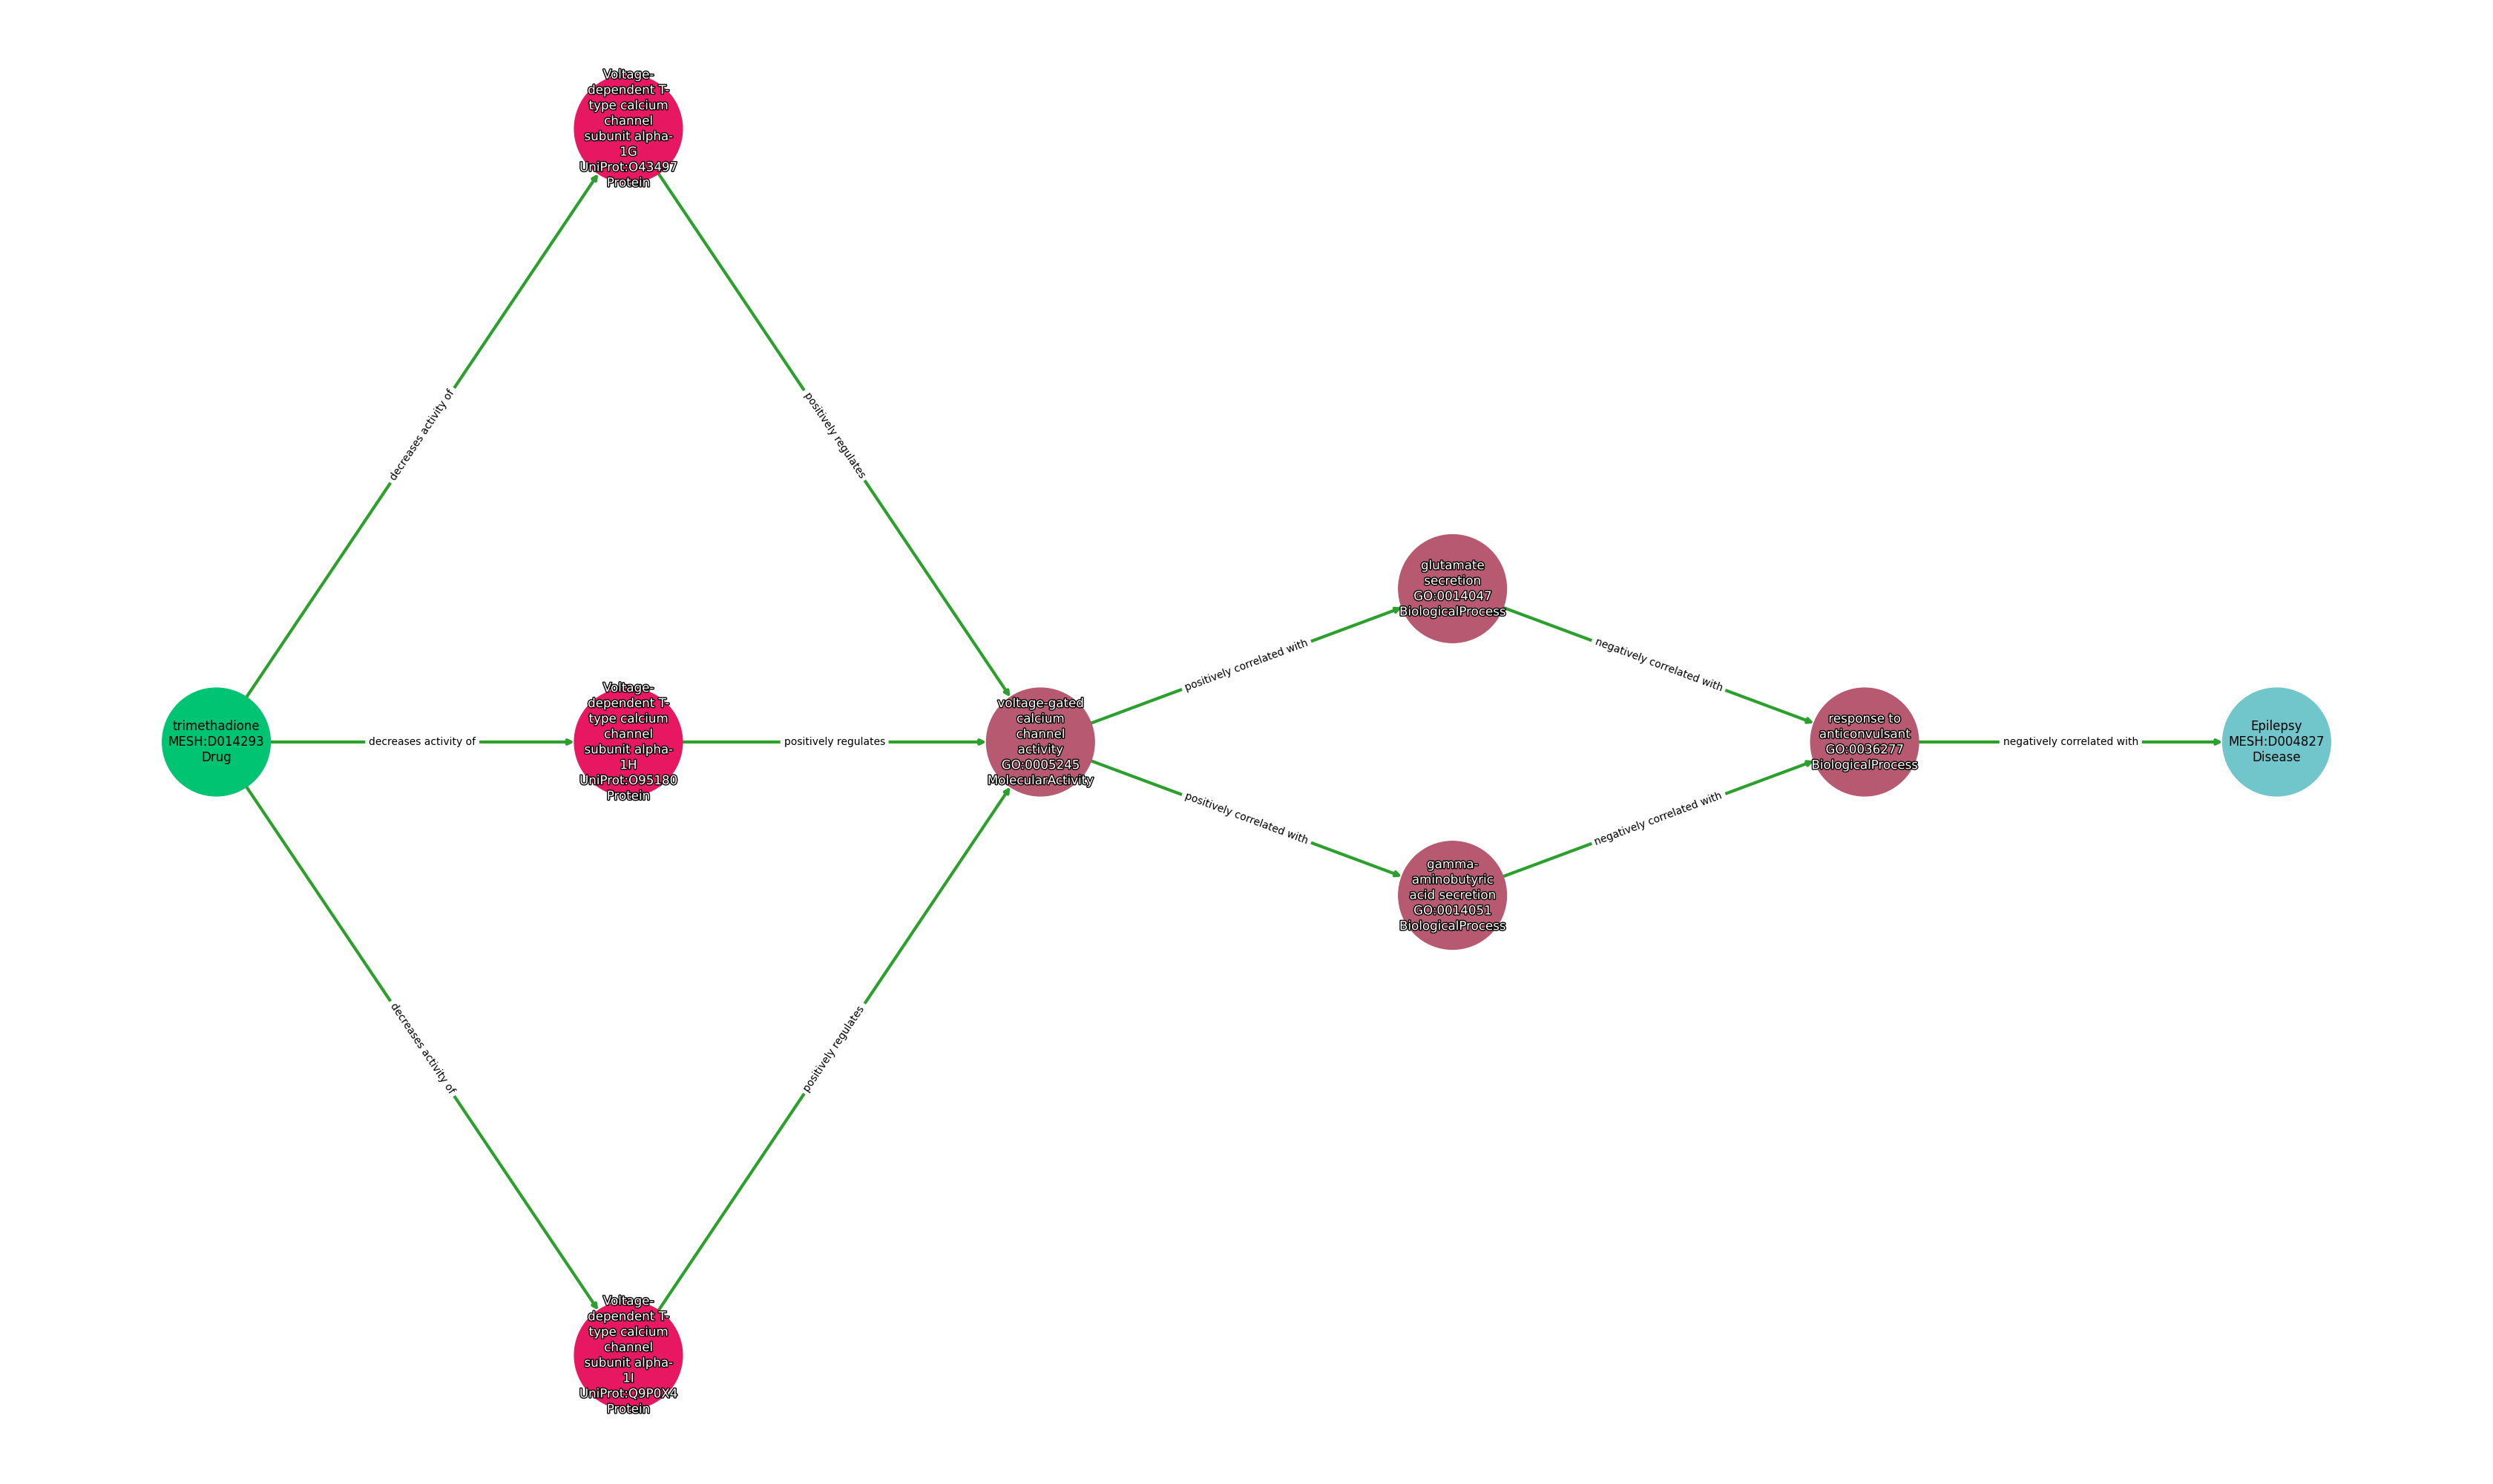 Voltage-
dependent T-
type calcium
channel
subunit alpha-
1G
UniProt:O43497
Protein
decreases activity of
positively regulates
trimethadione
MESH:D014293
Drug
decreases activity of
Voltage-
dependent T-
type calcium
channel
subunit alpha-
1H
UniProt:O95180
Protein
positively regulates
voltage-gated
calcium
channel
activity
GO:0005245
MolecularActivity
positively correlated with
glutamate
secretion
GO:0014047
BiologicalProcess
negatively correlated with
positively correlated with
gamma-
aminobutyric
acid secretion
GO:0014051
BiologicalProcess
negatively correlated with
response to
anticonvulsant
GO:0036277
BiologicalProcess
negatively correlated with
Epilepsy
MESH:D004827
Disease
decreases activity of
positively regulates
Voltage-
dependent T-
type calcium
channel
subunit alpha-
1I
UniProt:Q9P0X4
Protein